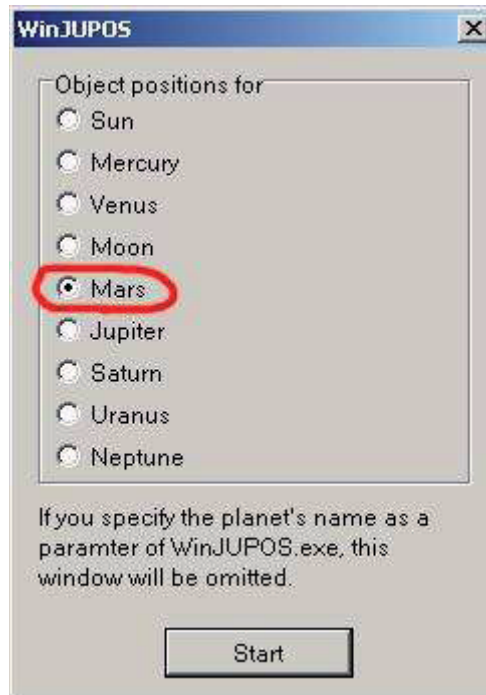 WinJUPOS
Object positions for
Sun
Mercury
Venus
Moon
Mars
Jupiter
Saturn
Uranus
Neptune
If you specify the planet's name as a
paramter of WinJUPOS.exe, this
window will be omitted.
Start